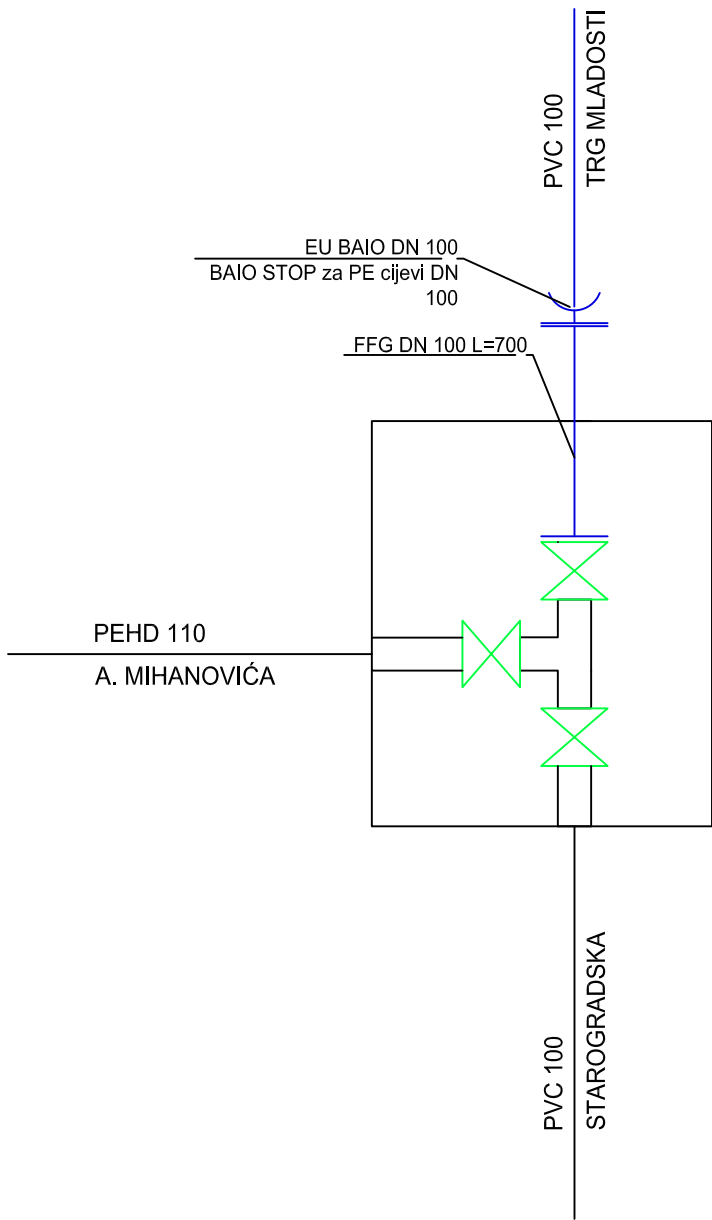 PVC 100
TRG MLADOSTI
EU BAIO DN 100
BAIO STOP za PE cijevi DN
100
FFG DN 100 L=700
PEHD 110
A. MIHANOVIĆA
PVC 100
STAROGRADSKA